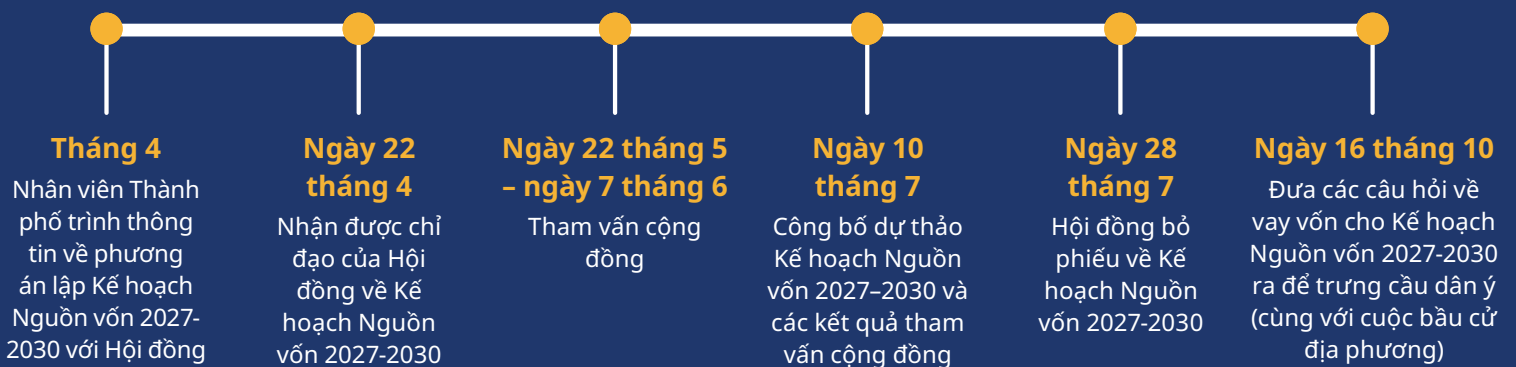 Tháng 4
Nhân viên Thành
phố trình thông
tin về phương
án lập Kế hoạch
Nguồn vốn 2027-
2030 với Hội đồng
Ngày 22
tháng 4
Nhận được chỉ
đạo của Hội
đồng về Kế
hoạch Nguồn
vốn 2027-2030
Ngày 22 tháng 5
– ngày 7 tháng 6
Tham vấn cộng
đồng
Ngày 10
tháng 7
Công bố dự thảo
Kế hoạch Nguồn
vốn 2027–2030 và
các kết quả tham
vấn cộng đồng
Ngày 28
tháng 7
Hội đồng bỏ
phiếu về Kế
hoạch Nguồn
vốn 2027-2030
Ngày 16 tháng 10
Đưa các câu hỏi về
vay vốn cho Kế hoạch
Nguồn vốn 2027-2030
ra để trưng cầu dân ý
(cùng với cuộc bầu cử
địa phương)